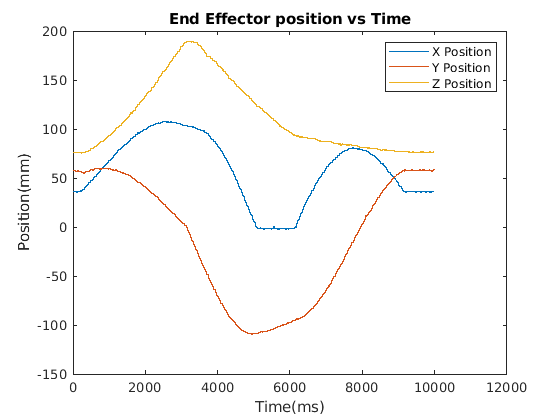 End Effector position vs Time
200
150
100
50
0
-50
-100
-150
Position(mm)
X Position
Y Position
Z Position
0 2000 4000 6000 8000 10000 12000
Time(ms)